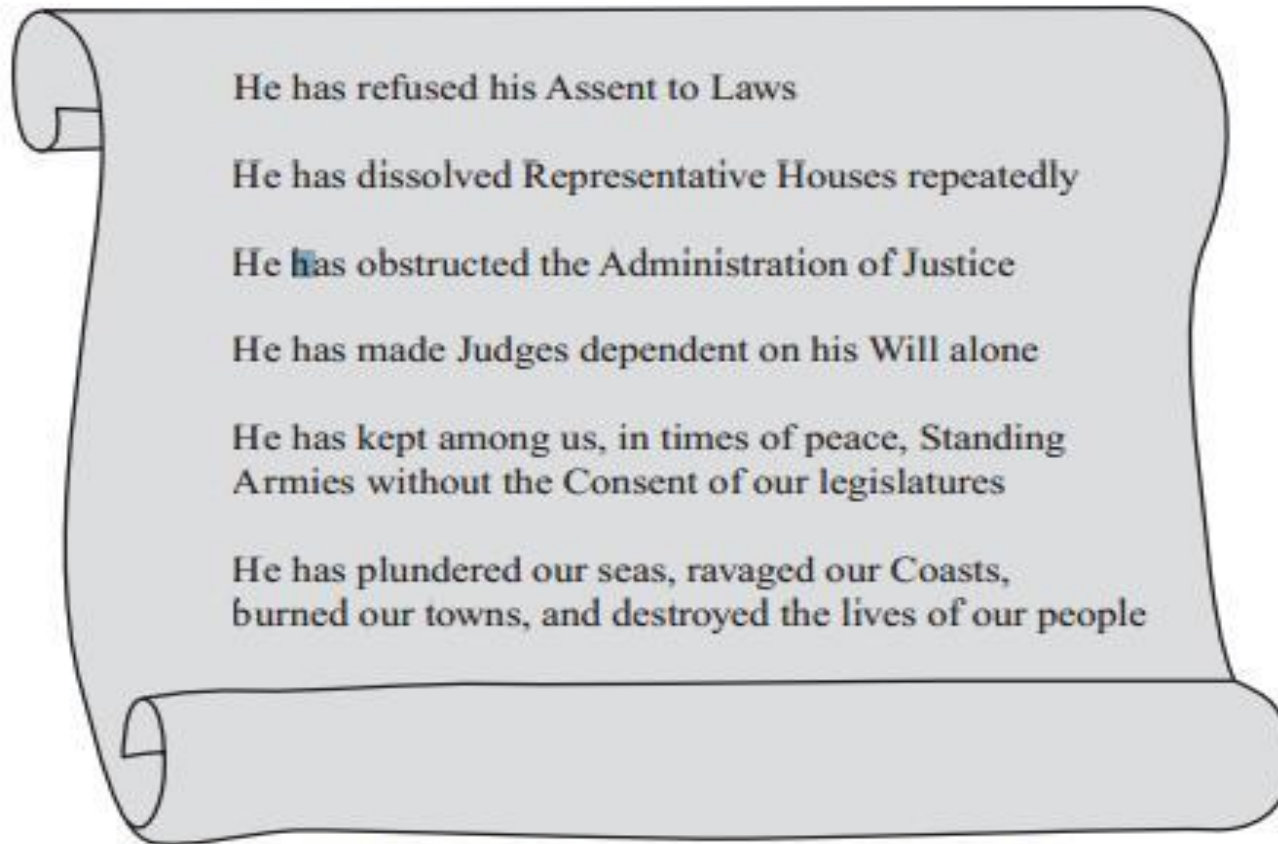 He has refused his Assent to Laws
He has dissolved Representative Houses repeatedly
He has obstructed the Administration of Justice
He has made Judges dependent on his Will alone
He has kept among us, in times of peace, Standing
Armies without the Consent of our legislatures
He has plundered our seas, ravaged our Coasts,
burned our towns, and destroyed the lives of our people